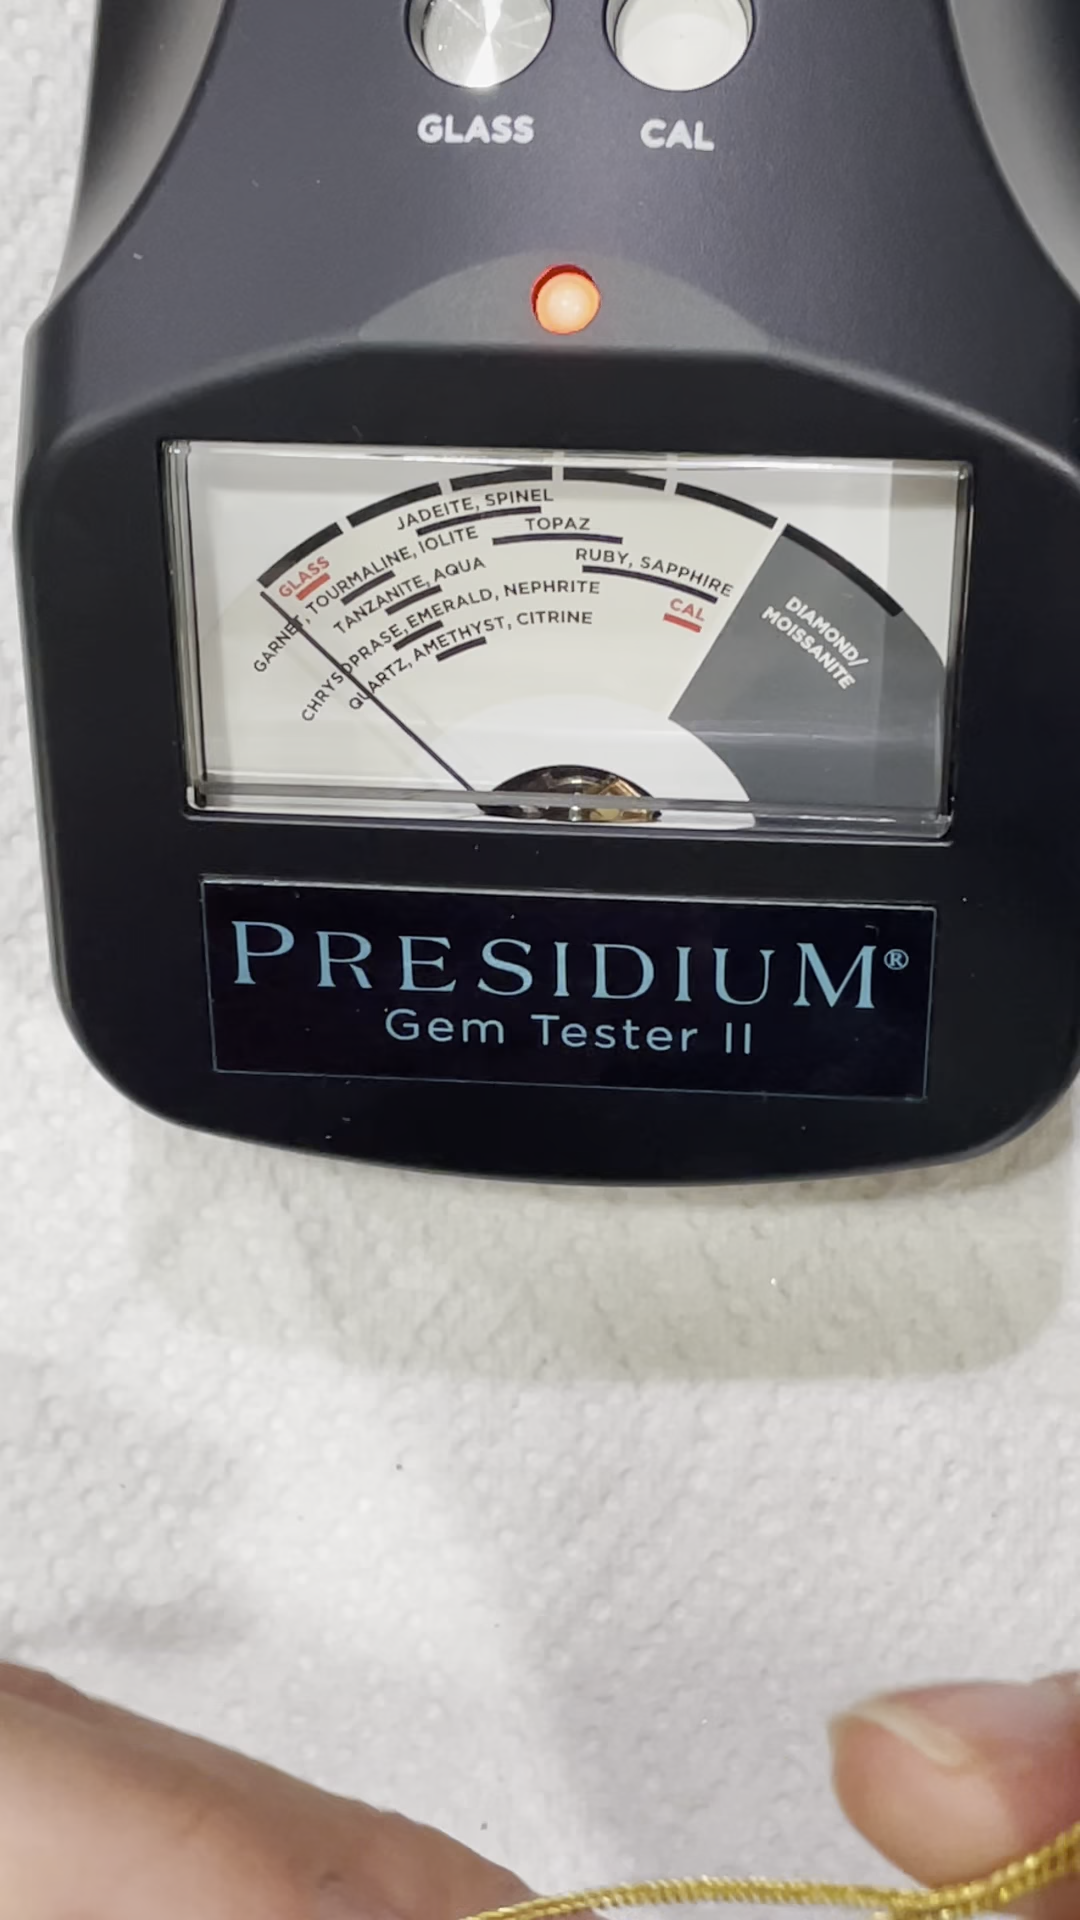 GLASS
CAL
JADEITE, SPINEL
TOPAZ
GLASS
GARNET, TOURMALINE, IOLITE
RUBY, SAPPHIRE
TANZANITE, AQUA
CAL
CHRYSOPRASE, EMERALD, NEPHRITE
QUARTZ, AMETHYST, CITRINE
DIAMOND/
MOISSANITE
PRESIDIUM®
Gem Tester II